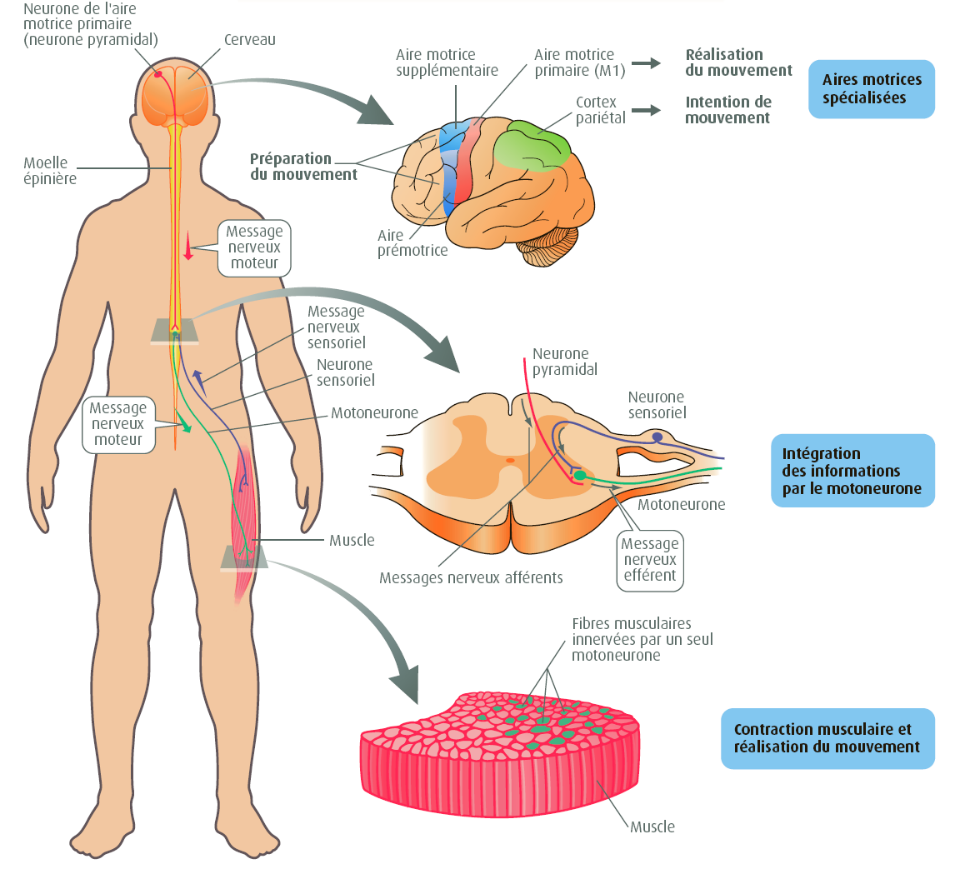 Neurone de l'aire
motrice primaire
(neurone pyramidal)
Cerveau
Aire motrice
supplémentaire
Aire motrice
primaire (M1)
Réalisation
du mouvement
Aires motrices
spécialisées
Cortex
pariétal
Intention de
mouvement
Moelle
épinière
Préparation
du mouvement
Aire
prémotrice
Message
nerveux
moteur
Message
nerveux
sensoriel
Neurone
sensoriel
Motoneurone
Message
nerveux
moteur
Neurone
pyramidal
Neurone
sensoriel
Intégration
des informations
par le motoneurone
Motoneurone
Muscle
Messages nerveux afférents
Message
nerveux
efférent
Fibres musculaires
innervées par un seul
motoneurone
Contraction musculaire et
réalisation du mouvement
Muscle